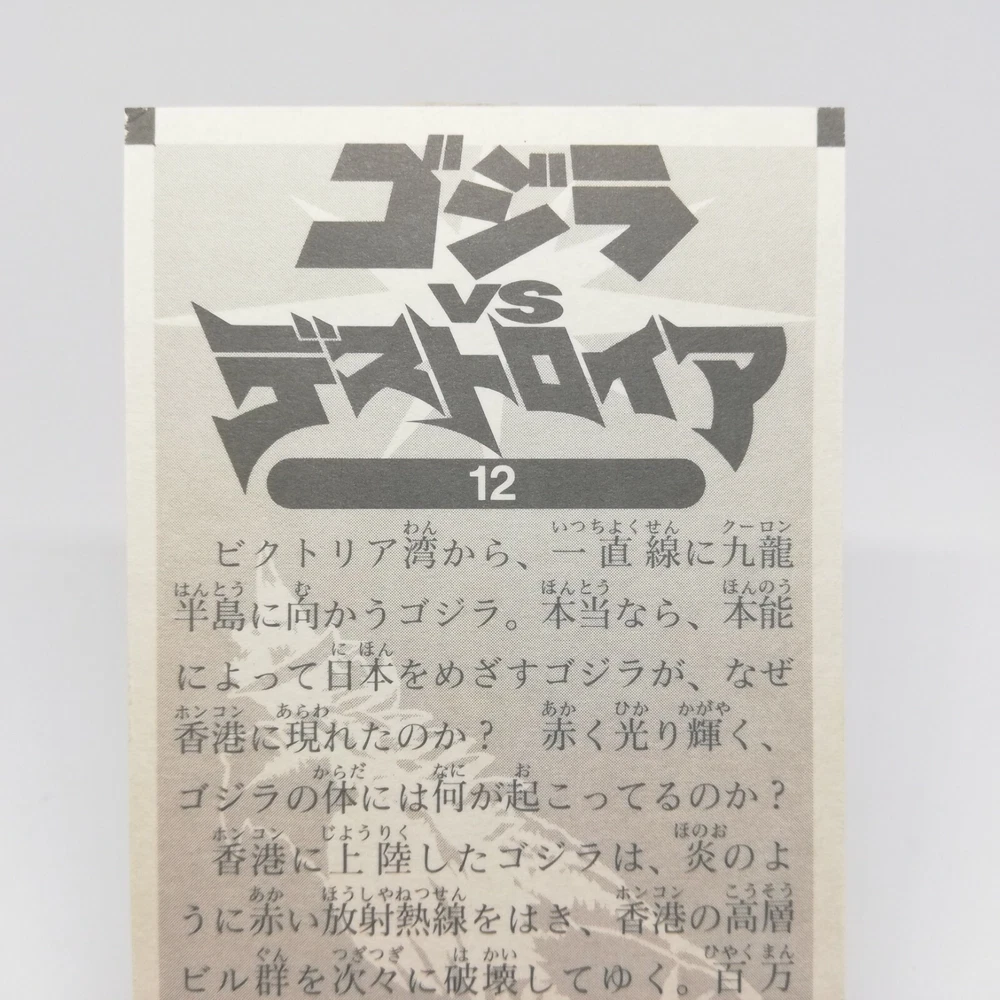 ゴジラ
VS
デストロイア
12
ビクトリア湾から、一直線に九龍
半島に向かうゴジラ。本当なら、本能
によって日本をめざすゴジラが、なぜ
香港に現れたのか？　赤く光り輝く、
ゴジラの体には何が起こってるのか？
香港に上陸したゴジラは、炎のよ
うに赤い放射熱線をはき、香港の高層
ビル群を次々に破壊してゆく。百万